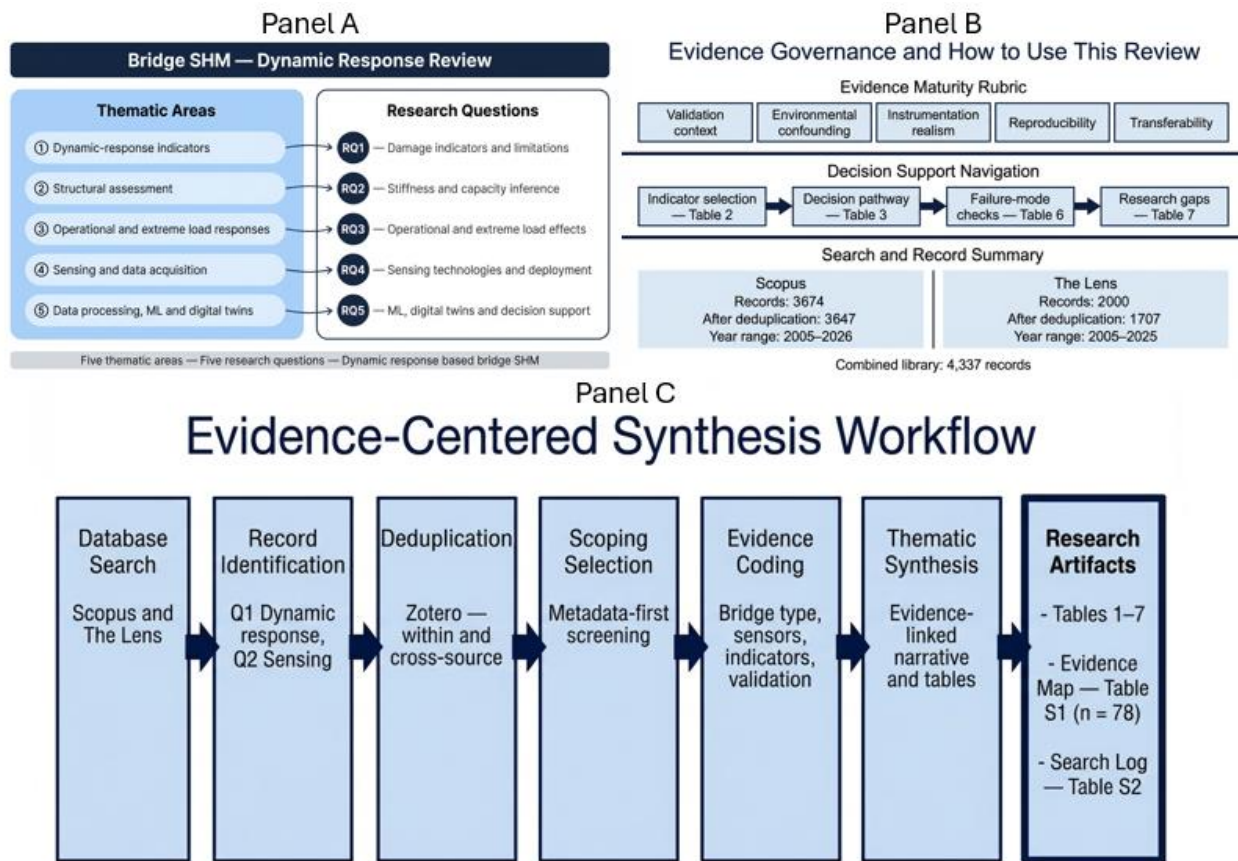 Panel A
Bridge SHM — Dynamic Response Review
Thematic Areas
① Dynamic-response indicators
② Structural assessment
③ Operational and extreme load responses
④ Sensing and data acquisition
⑤ Data processing, ML and digital twins
Research Questions
RQ1 — Damage indicators and limitations
RQ2 — Stiffness and capacity inference
RQ3 — Operational and extreme load effects
RQ4 — Sensing technologies and deployment
RQ5 — ML, digital twins and decision support
Five thematic areas — Five research questions — Dynamic response based bridge SHM
Panel B
Evidence Governance and How to Use This Review
Evidence Maturity Rubric
Validation
context
Environmental
confounding
Instrumentation
realism
Reproducibility
Transferability
Decision Support Navigation
Indicator selection
— Table 2
Decision pathway
— Table 3
Failure-mode
checks — Table 6
Research gaps
— Table 7
Search and Record Summary
Scopus
Records: 3674
After deduplication: 3647
Year range: 2005–2026
The Lens
Records: 2000
After deduplication: 1707
Year range: 2005–2025
Combined library: 4,337 records
Panel C
Evidence-Centered Synthesis Workflow
Database
Search
Scopus and
The Lens
Record
Identification
Q1 Dynamic
response,
Q2 Sensing
Deduplication
Zotero —
within and
cross-source
Scoping
Selection
Metadata-first
screening
Evidence
Coding
Bridge type,
sensors,
indicators,
validation
Thematic
Synthesis
Evidence-
linked
narrative
and tables
Research
Artifacts
- Tables 1–7
- Evidence
Map — Table
S1 (n = 78)
- Search Log
— Table S2